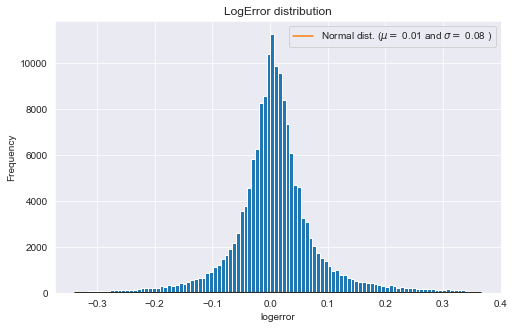 LogError distribution
Normal dist. (μ = 0.01 and σ = 0.08 )
Frequency
10000
8000
6000
4000
2000
0
−0.3 −0.2 −0.1 0.0 0.1 0.2 0.3 0.4
logerror